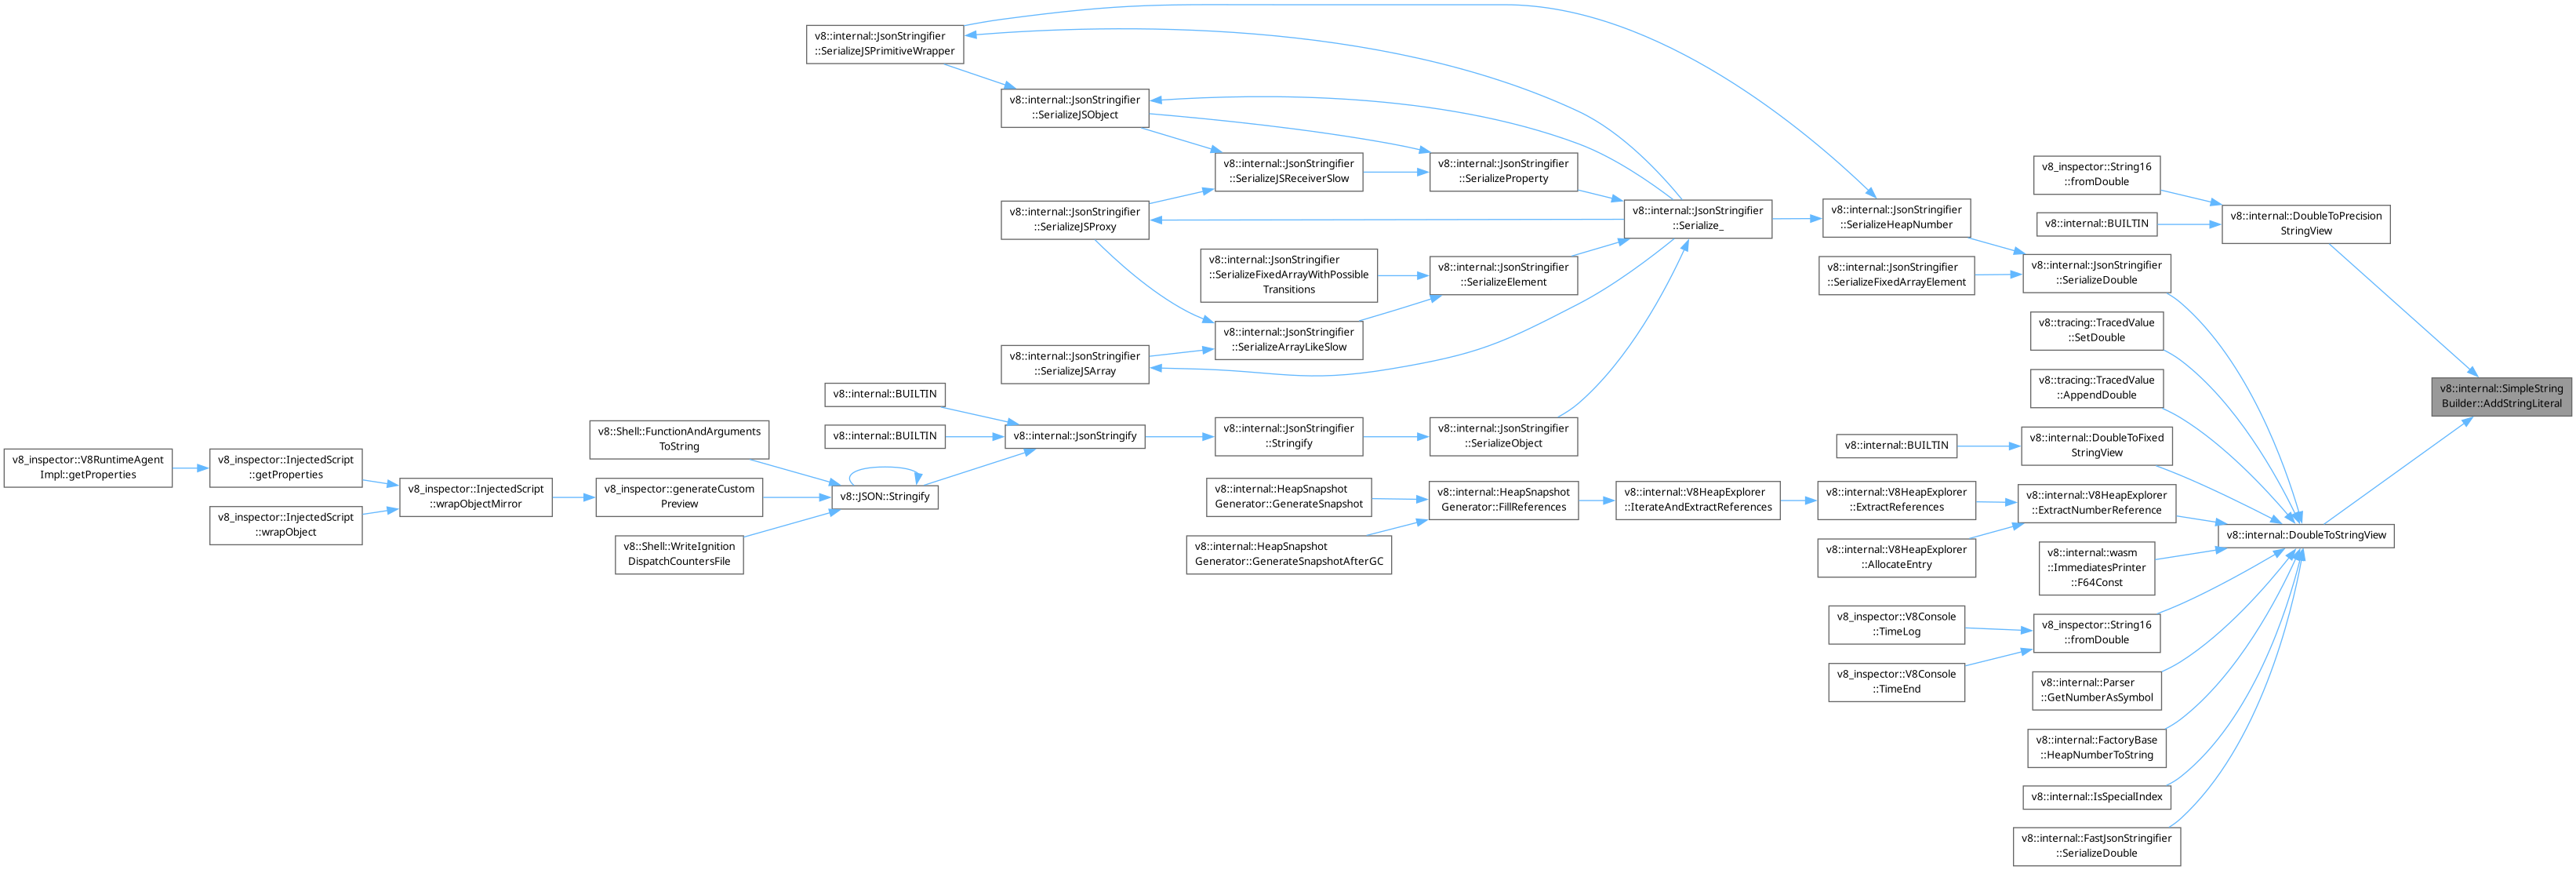 v8::internal::JsonStringifier
::SerializeJSPrimitiveWrapper
v8::internal::JsonStringifier
::SerializeJSObject
v8::internal::JsonStringifier
::SerializeJSReceiverSlow
v8::internal::JsonStringifier
::SerializeProperty
v8::internal::JsonStringifier
::SerializeJSProxy
v8::internal::JsonStringifier
::Serialize_
v8::internal::JsonStringifier
::SerializeHeapNumber
v8_inspector::String16
::fromDouble
v8::internal::BUILTIN
v8::internal::DoubleToPrecision
StringView
v8::internal::JsonStringifier
::SerializeFixedArrayWithPossible
Transitions
v8::internal::JsonStringifier
::SerializeElement
v8::internal::JsonStringifier
::SerializeFixedArrayElement
v8::internal::JsonStringifier
::SerializeDouble
v8::internal::JsonStringifier
::SerializeArrayLikeSlow
v8::internal::JsonStringifier
::SerializeJSArray
v8::tracing::TracedValue
::SetDouble
v8::tracing::TracedValue
::AppendDouble
v8::internal::SimpleString
Builder::AddStringLiteral
v8::internal::BUILTIN
v8::internal::BUILTIN
v8::internal::JsonStringify
v8::internal::JsonStringifier
::Stringify
v8::internal::JsonStringifier
::SerializeObject
v8::internal::BUILTIN
v8::internal::DoubleToFixed
StringView
v8::Shell::FunctionAndArguments
ToString
v8_inspector::V8RuntimeAgent
Impl::getProperties
v8_inspector::InjectedScript
::getProperties
v8_inspector::InjectedScript
::wrapObject
v8_inspector::InjectedScript
::wrapObjectMirror
v8_inspector::generateCustom
Preview
v8::JSON::Stringify
v8::Shell::WriteIgnition
DispatchCountersFile
v8::internal::HeapSnapshot
Generator::GenerateSnapshot
v8::internal::HeapSnapshot
Generator::GenerateSnapshotAfterGC
v8::internal::HeapSnapshot
Generator::FillReferences
v8::internal::V8HeapExplorer
::IterateAndExtractReferences
v8::internal::V8HeapExplorer
::ExtractReferences
v8::internal::V8HeapExplorer
::AllocateEntry
v8::internal::V8HeapExplorer
::ExtractNumberReference
v8::internal::DoubleToStringView
v8::internal::wasm
::ImmediatesPrinter
::F64Const
v8_inspector::V8Console
::TimeLog
v8_inspector::V8Console
::TimeEnd
v8_inspector::String16
::fromDouble
v8::internal::Parser
::GetNumberAsSymbol
v8::internal::FactoryBase
::HeapNumberToString
v8::internal::IsSpecialIndex
v8::internal::FastJsonStringifier
::SerializeDouble